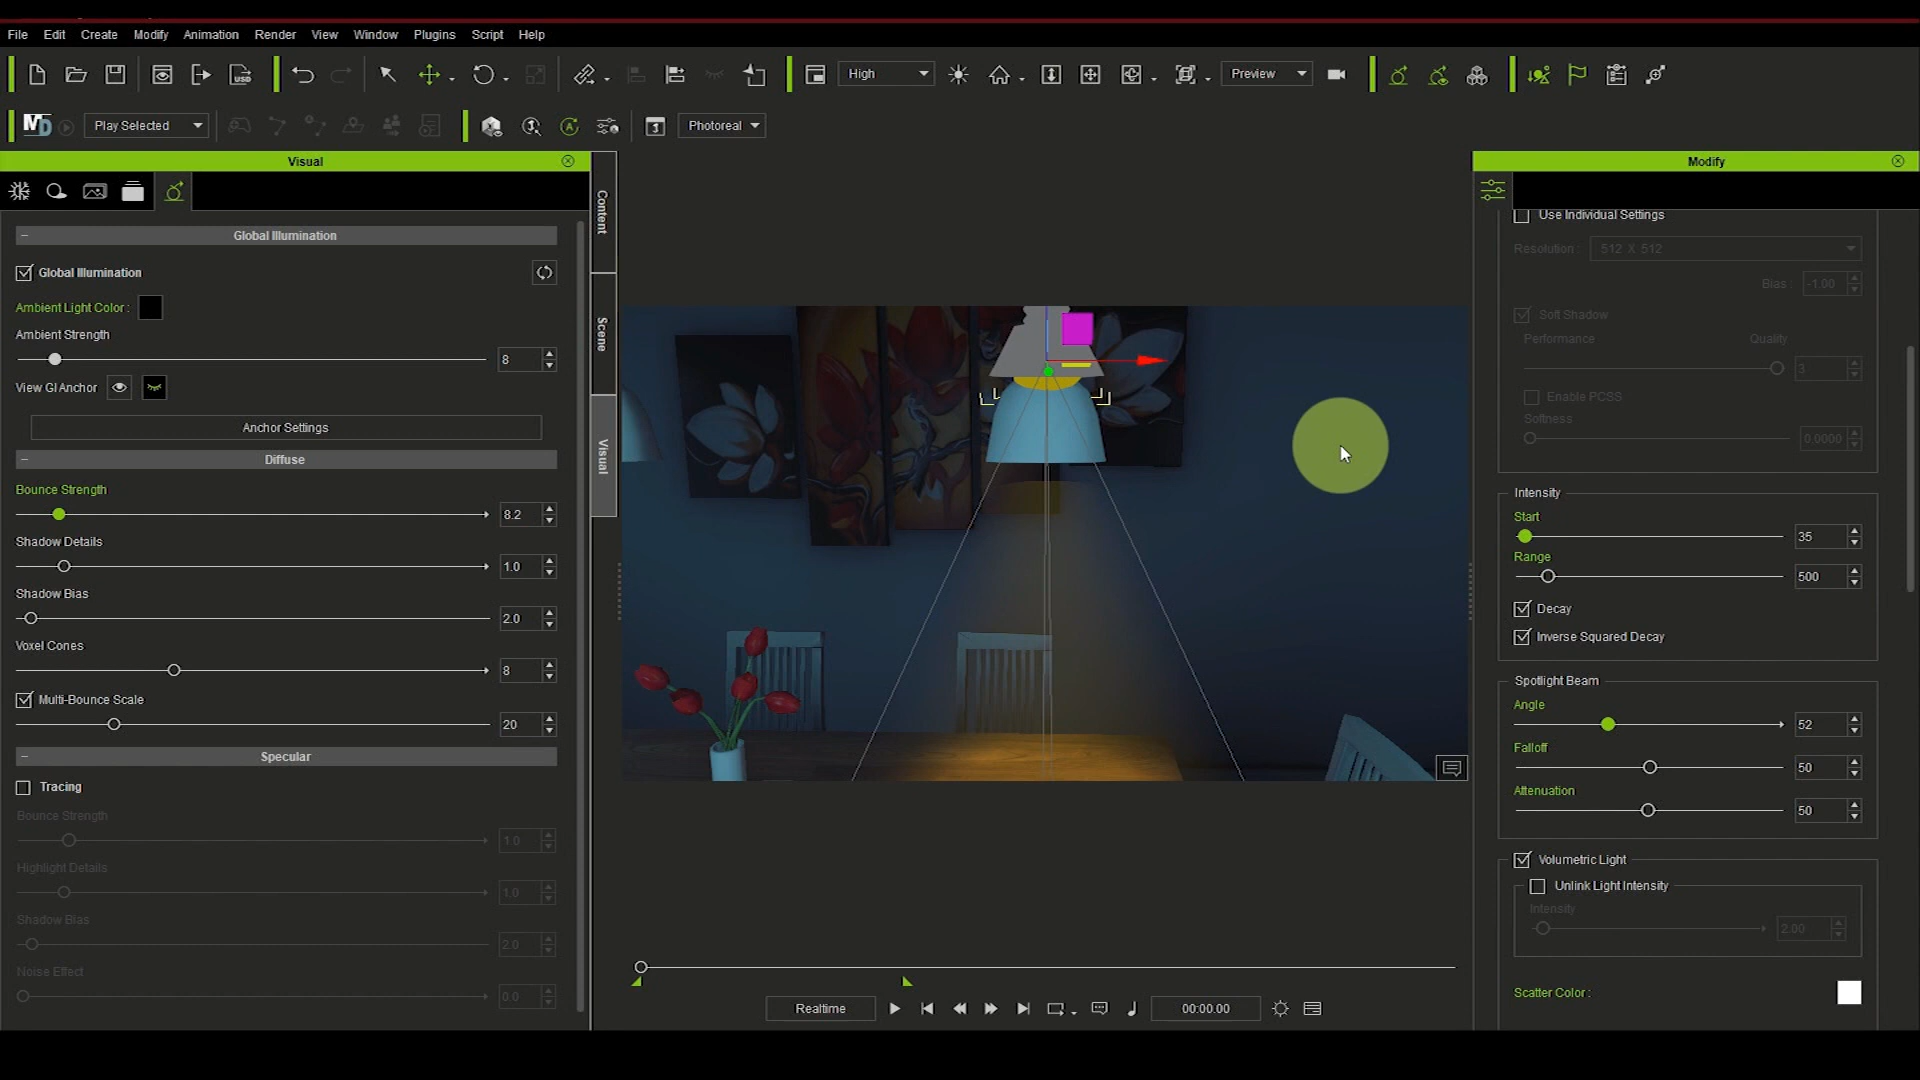 File Edit Create Modify Animation Render View Window Plugins Script Help
High Preview
MD Play Selected Photoreal
Visual
Global Illumination
Global Illumination
Ambient Light Color :
Ambient Strength
8
View GI Anchor
Anchor Settings
Diffuse
Bounce Strength
8.2
Shadow Details
1.0
Shadow Bias
2.0
Voxel Cones
8
Multi-Bounce Scale
20
Specular
Tracing
Bounce Strength
1.0
Highlight Details
1.0
Shadow Bias
2.0
Noise Effect
0.0
Content
Scene
Visual
Realtime 00:00.00
Modify
Use Individual Settings
Resolution : 512 X 512
Bias : -1.00
Soft Shadow
Performance Quality
3
Enable PCSS
Softness
0.0000
Intensity
Start
35
Range
500
Decay
Inverse Squared Decay
Spotlight Beam
Angle
52
Falloff
50
Attenuation
50
Volumetric Light
Unlink Light Intensity
Intensity
2.00
Scatter Color :